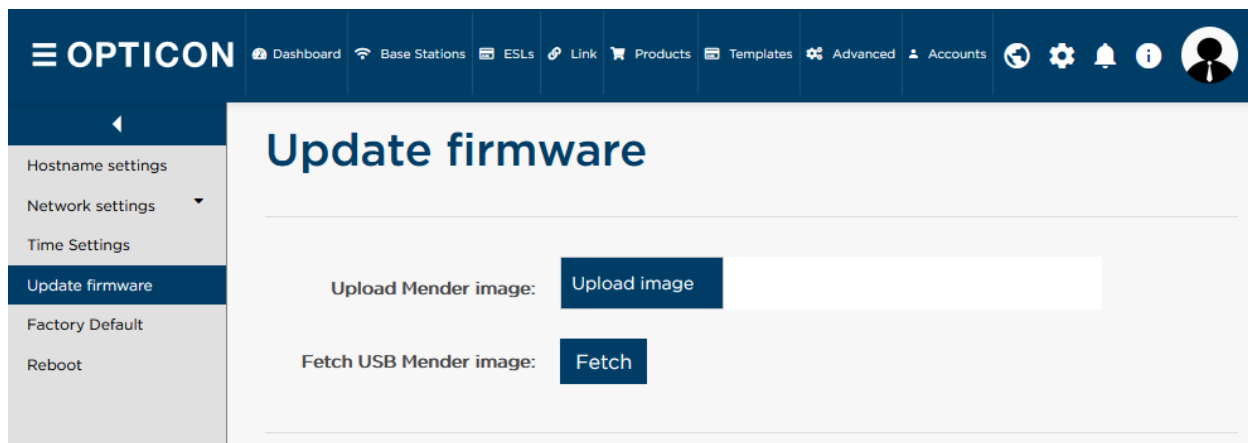 OPTICON Dashboard Base Stations ESLs Link Products Templates Advanced Accounts
Hostname settings
Network settings
Time Settings
Update firmware
Factory Default
Reboot
Update firmware
Upload Mender image: Upload image
Fetch USB Mender image: Fetch